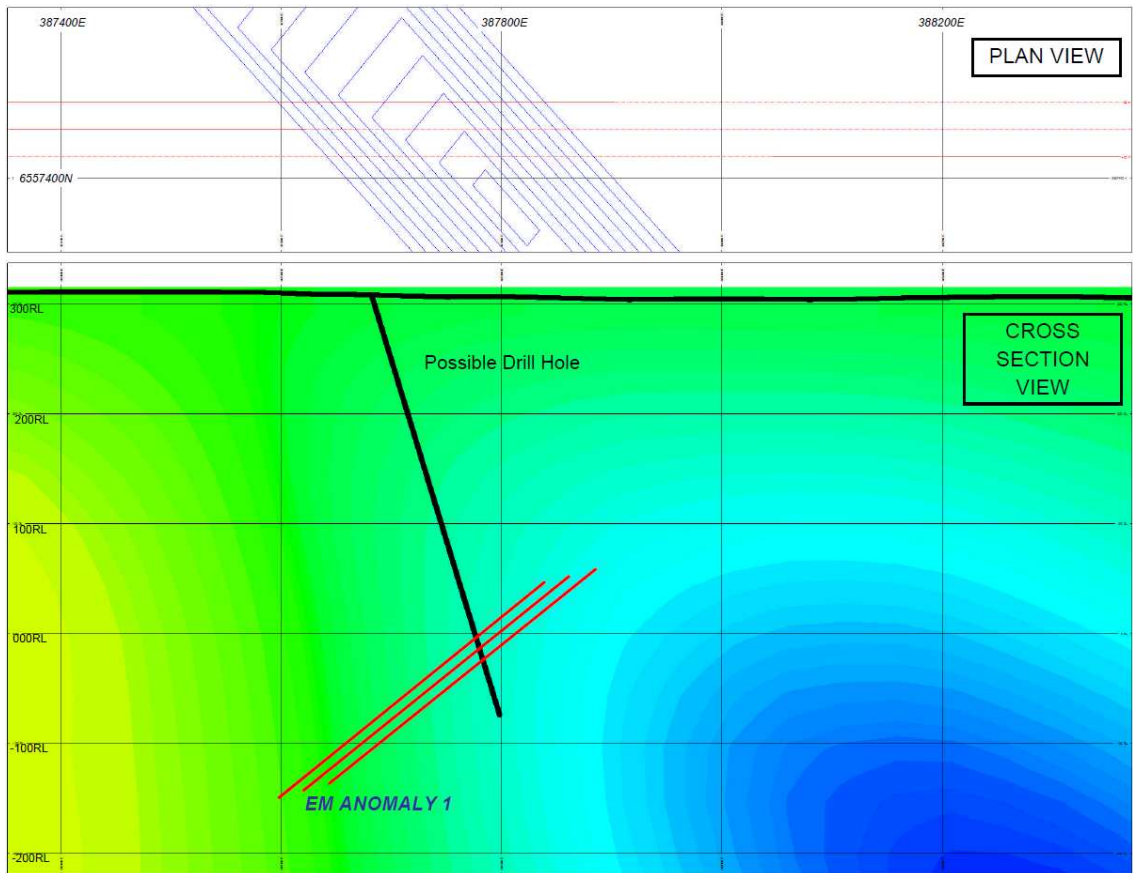 387400E
387800E
388200E
PLAN VIEW
6557400N
300RL
CROSS
SECTION
VIEW
Possible Drill Hole
200RL
100RL
000RL
-100RL
EM ANOMALY 1
-200RL